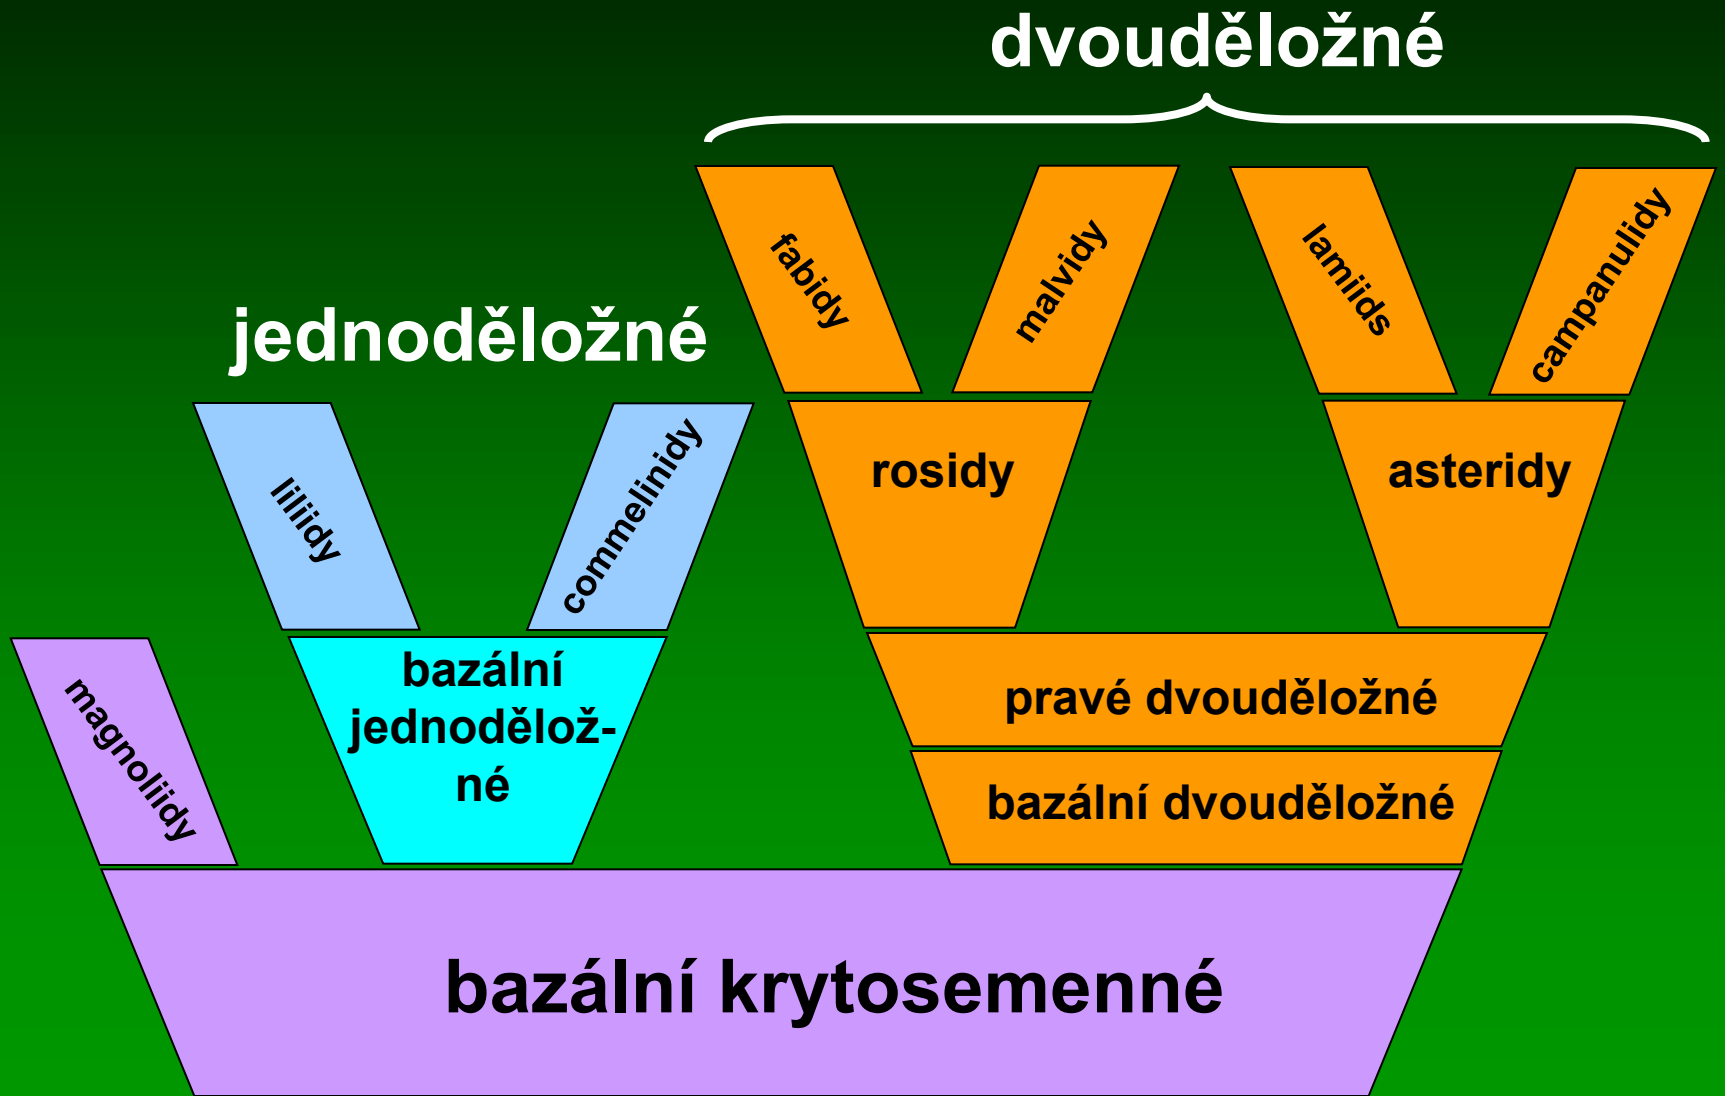 dvouděložné
fabidy
malvidy
lamiids
campanulidy
jednoděložné
rosidy
asteridy
liliidy
commelinidy
magnoliidy
bazální
jednodělož-
né
pravé dvouděložné
bazální dvouděložné
bazální krytosemenné